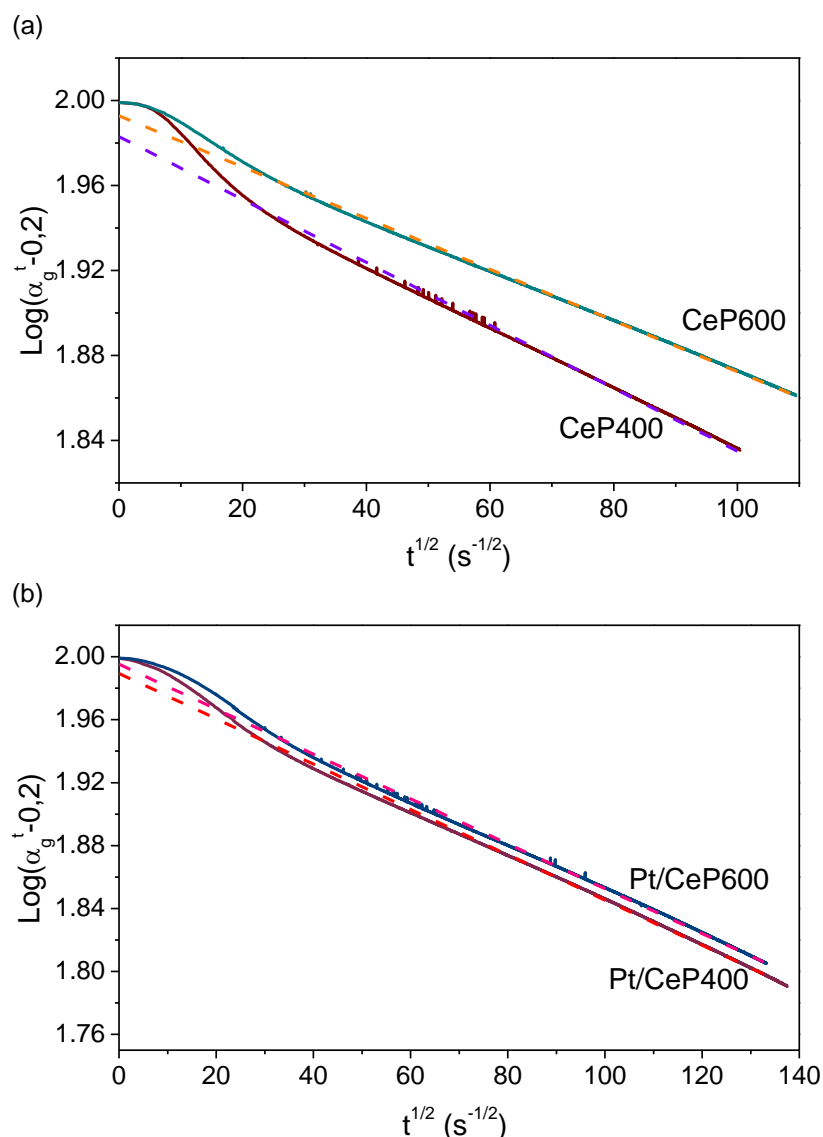 (a)
2.00
1.96
1.92
1.88
1.84
Log(α_g^t-0,2)
CeP600
CeP400
0 20 40 60 80 100
t^1/2 (s^-1/2)
(b)
2.00
1.96
1.92
1.88
1.84
1.80
1.76
Log(α_g^t-0,2)
Pt/CeP600
Pt/CeP400
0 20 40 60 80 100 120 140
t^1/2 (s^-1/2)